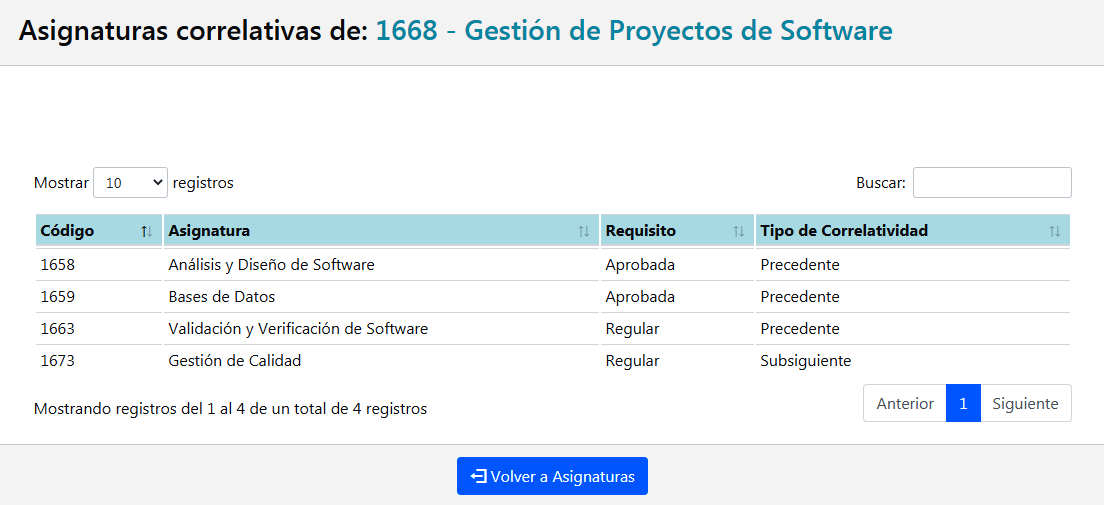 Asignaturas correlativas de: 1668 - Gestión de Proyectos de Software
Mostrar 10 registros Buscar:
Código Asignatura Requisito Tipo de Correlatividad
1658 Análisis y Diseño de Software Aprobada Precedente
1659 Bases de Datos Aprobada Precedente
1663 Validación y Verificación de Software Regular Precedente
1673 Gestión de Calidad Regular Subsiguiente
Mostrando registros del 1 al 4 de un total de 4 registros Anterior 1 Siguiente
Volver a Asignaturas